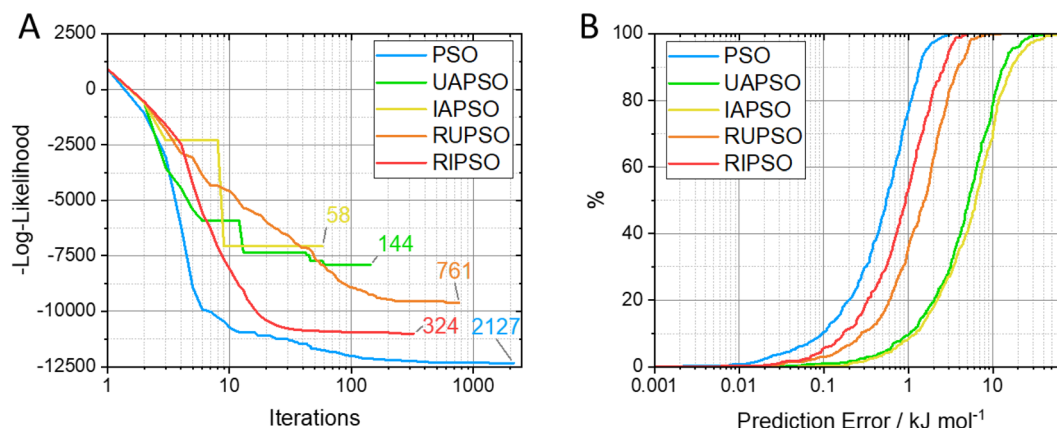 A
-Log-Likelihood
2500
0
-2500
-5000
-7500
-10000
-12500
1
10
100
1000
Iterations
PSO
UAPSO
IAPSO
RUPSO
RIPSO
58
144
761
324
2127
B
%
100
80
60
40
20
0
0.001
0.01
0.1
1
10
Prediction Error / kJ mol⁻¹
PSO
UAPSO
IAPSO
RUPSO
RIPSO